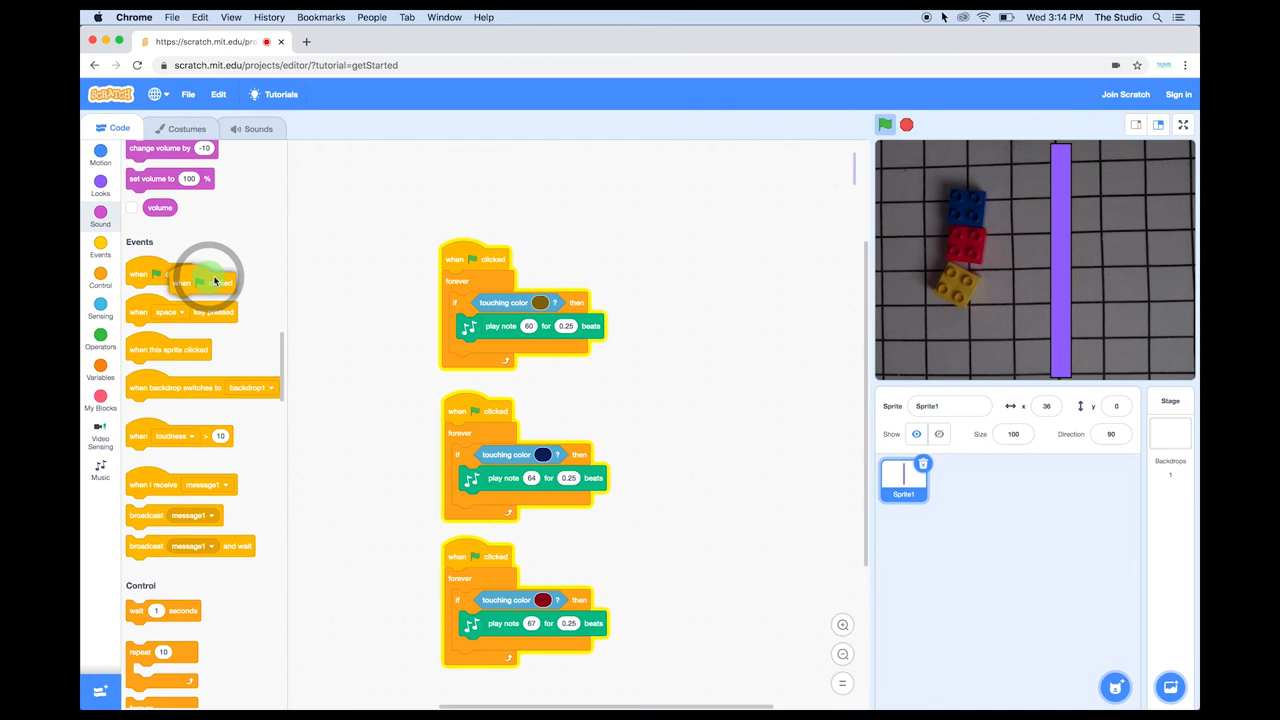 Chrome File Edit View History Bookmarks People Tab Window Help Wed 3:14 PM The Studio
https://scratch.mit.edu/pro
scratch.mit.edu/projects/editor/?tutorial=getStarted
SCRATCH File Edit Tutorials Join Scratch Sign in
Code Costumes Sounds
Motion
Looks
Sound
Events
Control
Sensing
Operators
Variables
My Blocks
Video
Sensing
Music
change volume by -10
set volume to 100 %
volume
Events
when clicked
when space key pressed
when this sprite clicked
when backdrop switches to backdrop1
when loudness > 10
when I receive message1
broadcast message1
broadcast message1 and wait
Control
wait 1 seconds
repeat 10
when clicked
forever
if touching color ? then
play note 60 for 0.25 beats
when clicked
forever
if touching color ? then
play note 64 for 0.25 beats
when clicked
forever
if touching color ? then
play note 67 for 0.25 beats
Sprite Sprite1 x 36 y 0
Show Size 100 Direction 90
Sprite1
Stage
Backdrops
1